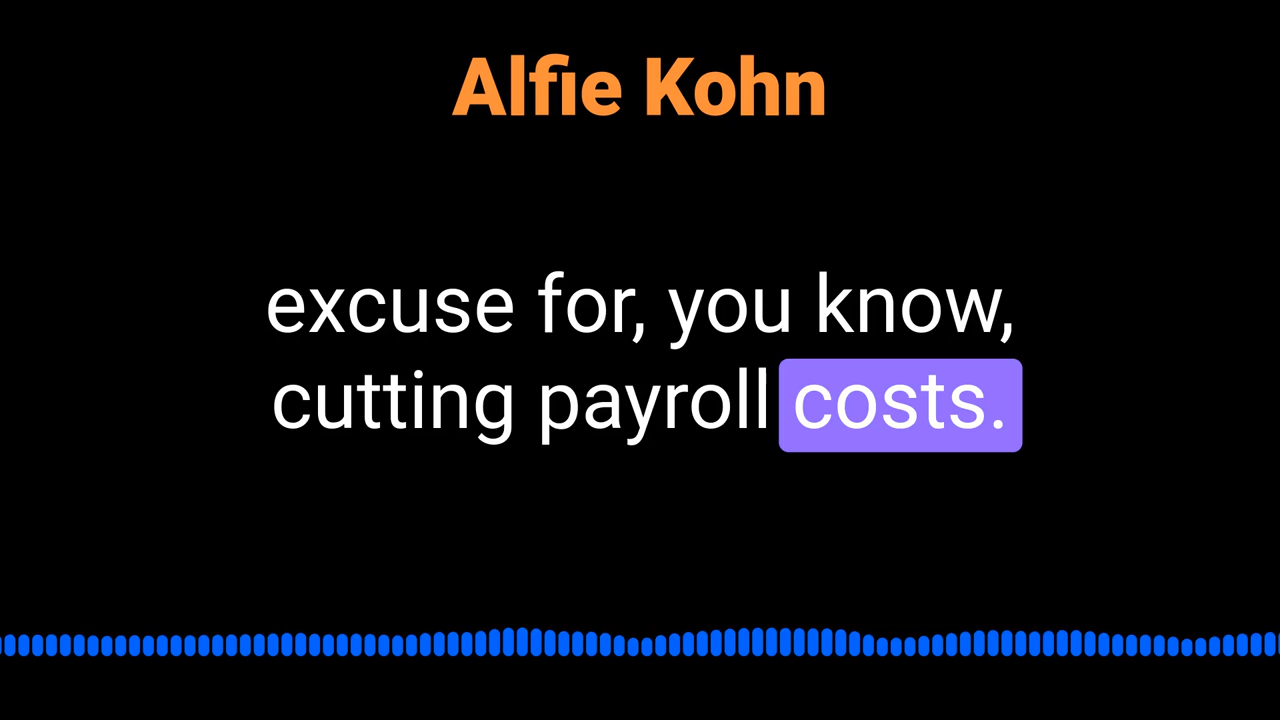 Alfie Kohn
excuse for, you know,
cutting payroll costs.